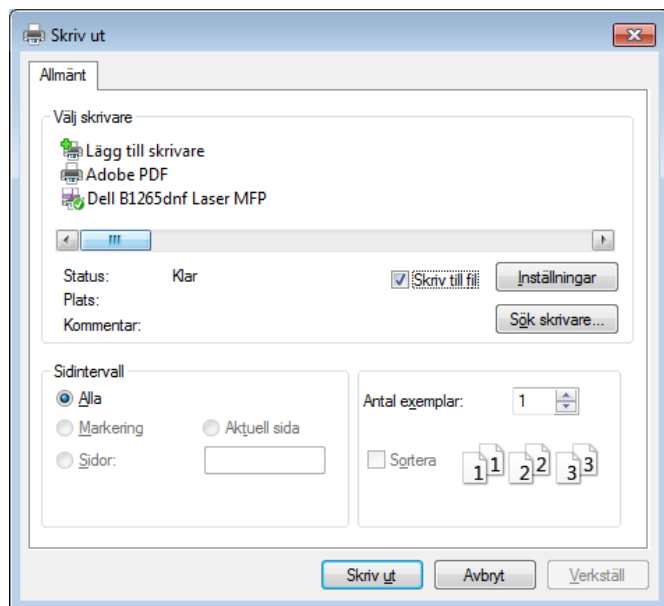 Skriv ut
Allmänt
Välj skrivare
Lägg till skrivare
Adobe PDF
Dell B1265dnf Laser MFP
Status: Klar
Skriv till fil
Inställningar
Plats:
Kommentar:
Sök skrivare...
Sidintervall
Alla
Markering
Aktuell sida
Sidor:
Antal exemplar: 1
Sortera
1 1 2 2 3 3
Skriv ut
Avbryt
Verkställ